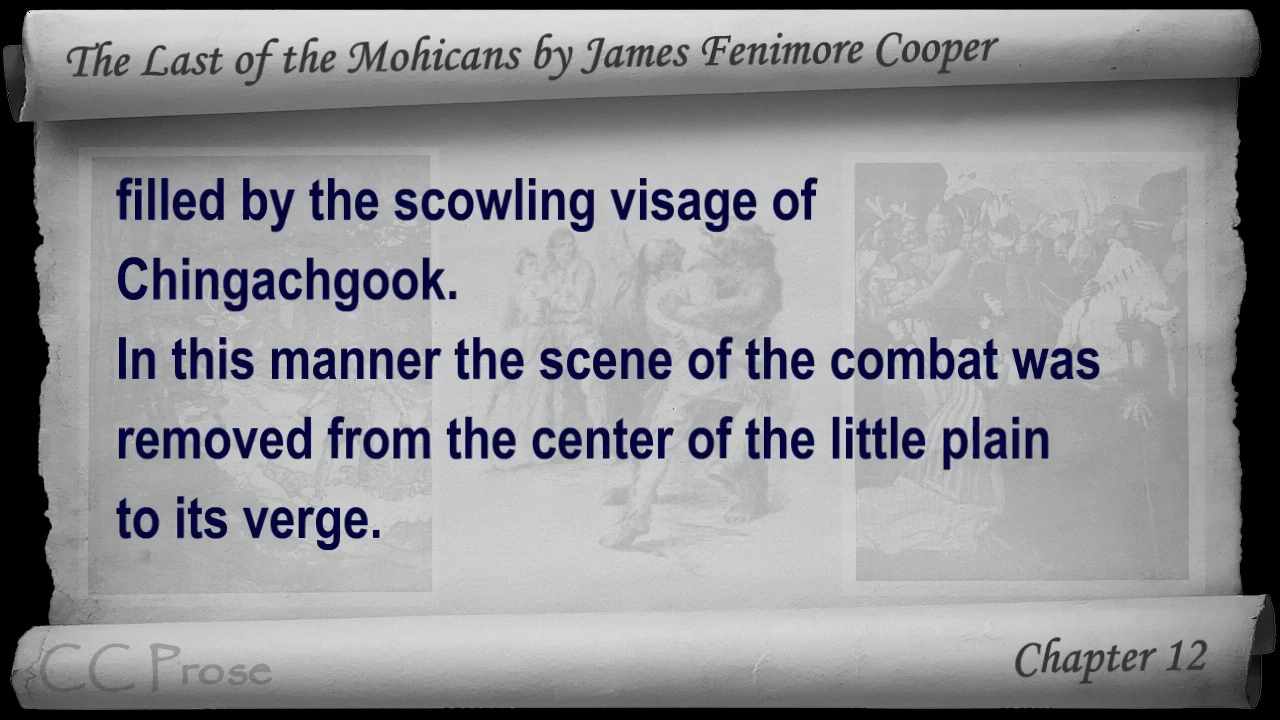 The Last of the Mohicans by James Fenimore Cooper
filled by the scowling visage of
Chingachgook.
In this manner the scene of the combat was
removed from the center of the little plain
to its verge.
CC Prose
Chapter 12